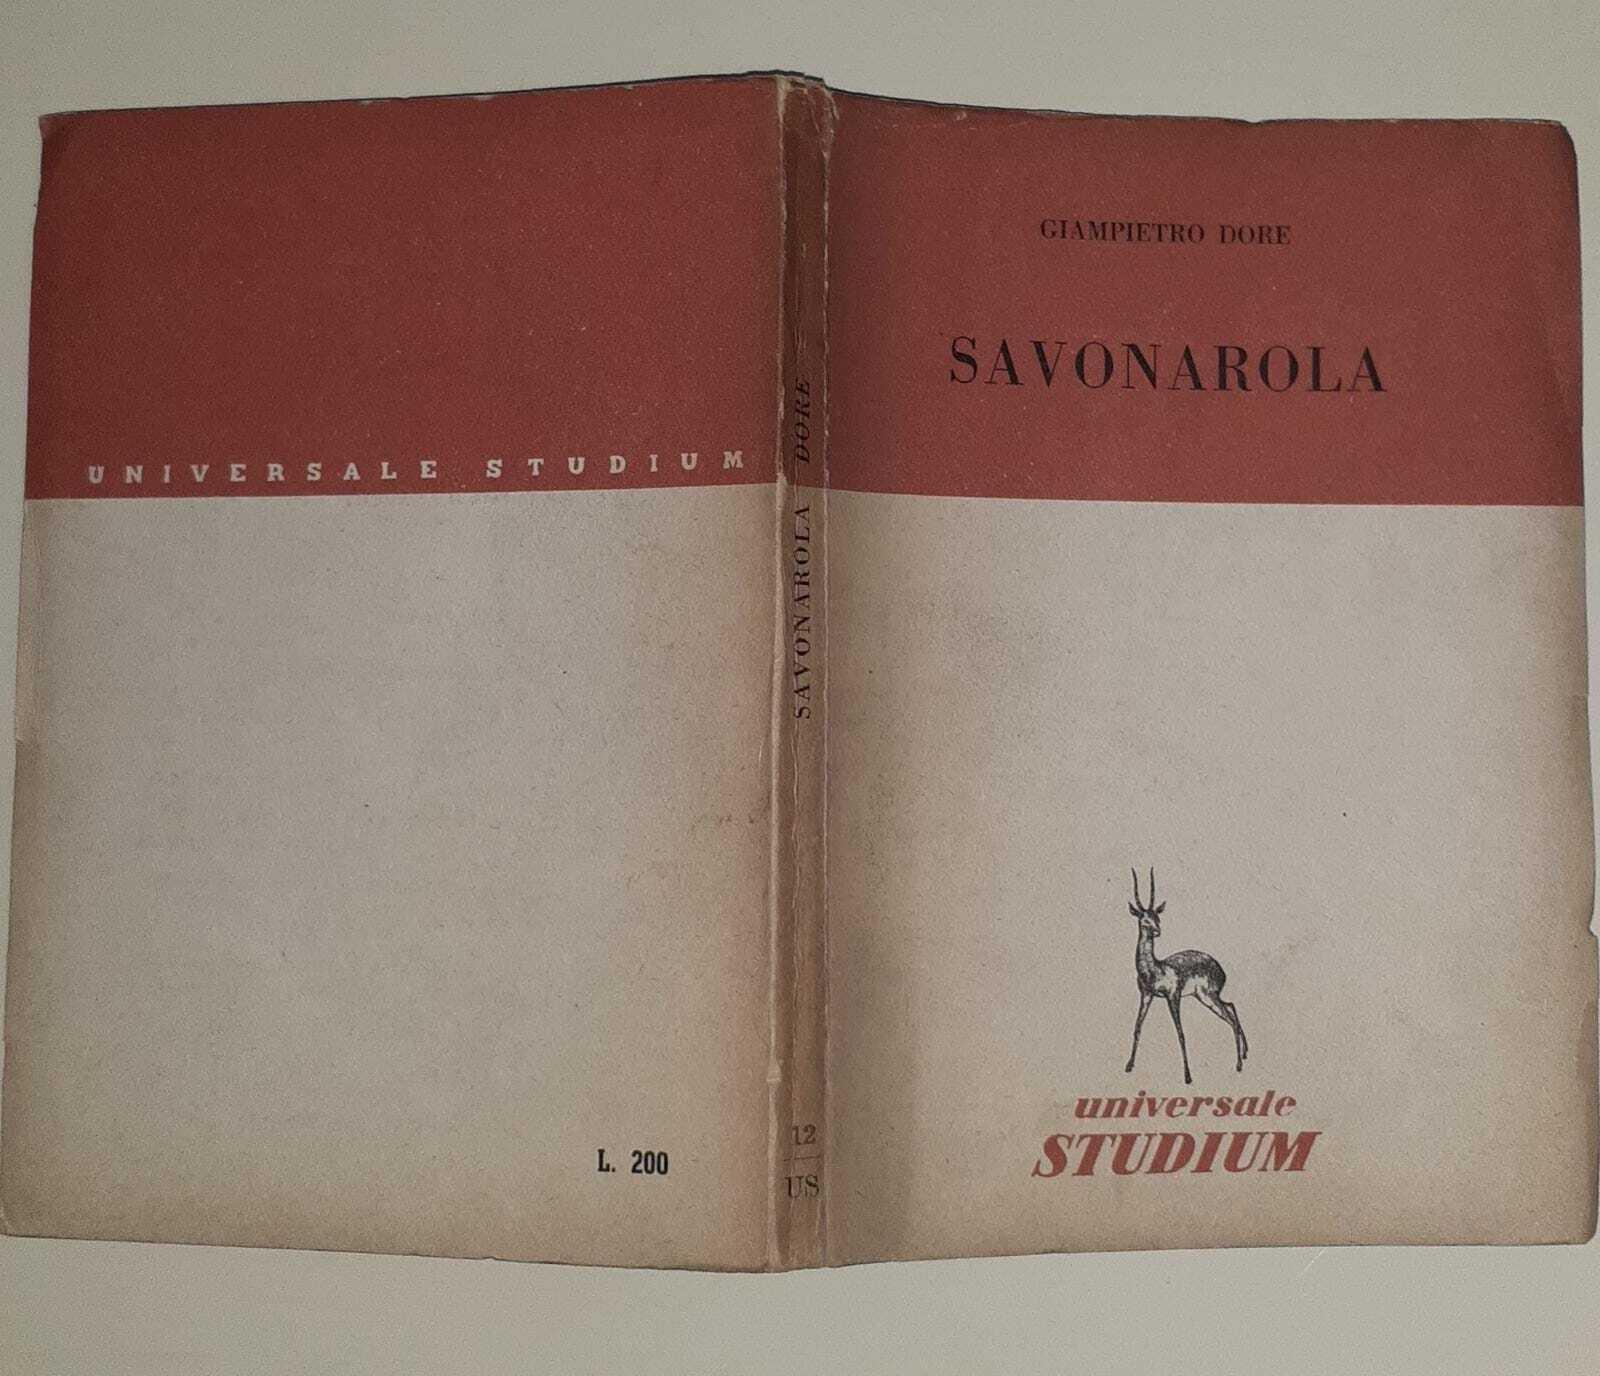 UNIVERSALE STUDIUM
L. 200
SAVONAROLA DORE
12
US
GIAMPIETRO DORE
SAVONAROLA
universale
STUDIUM